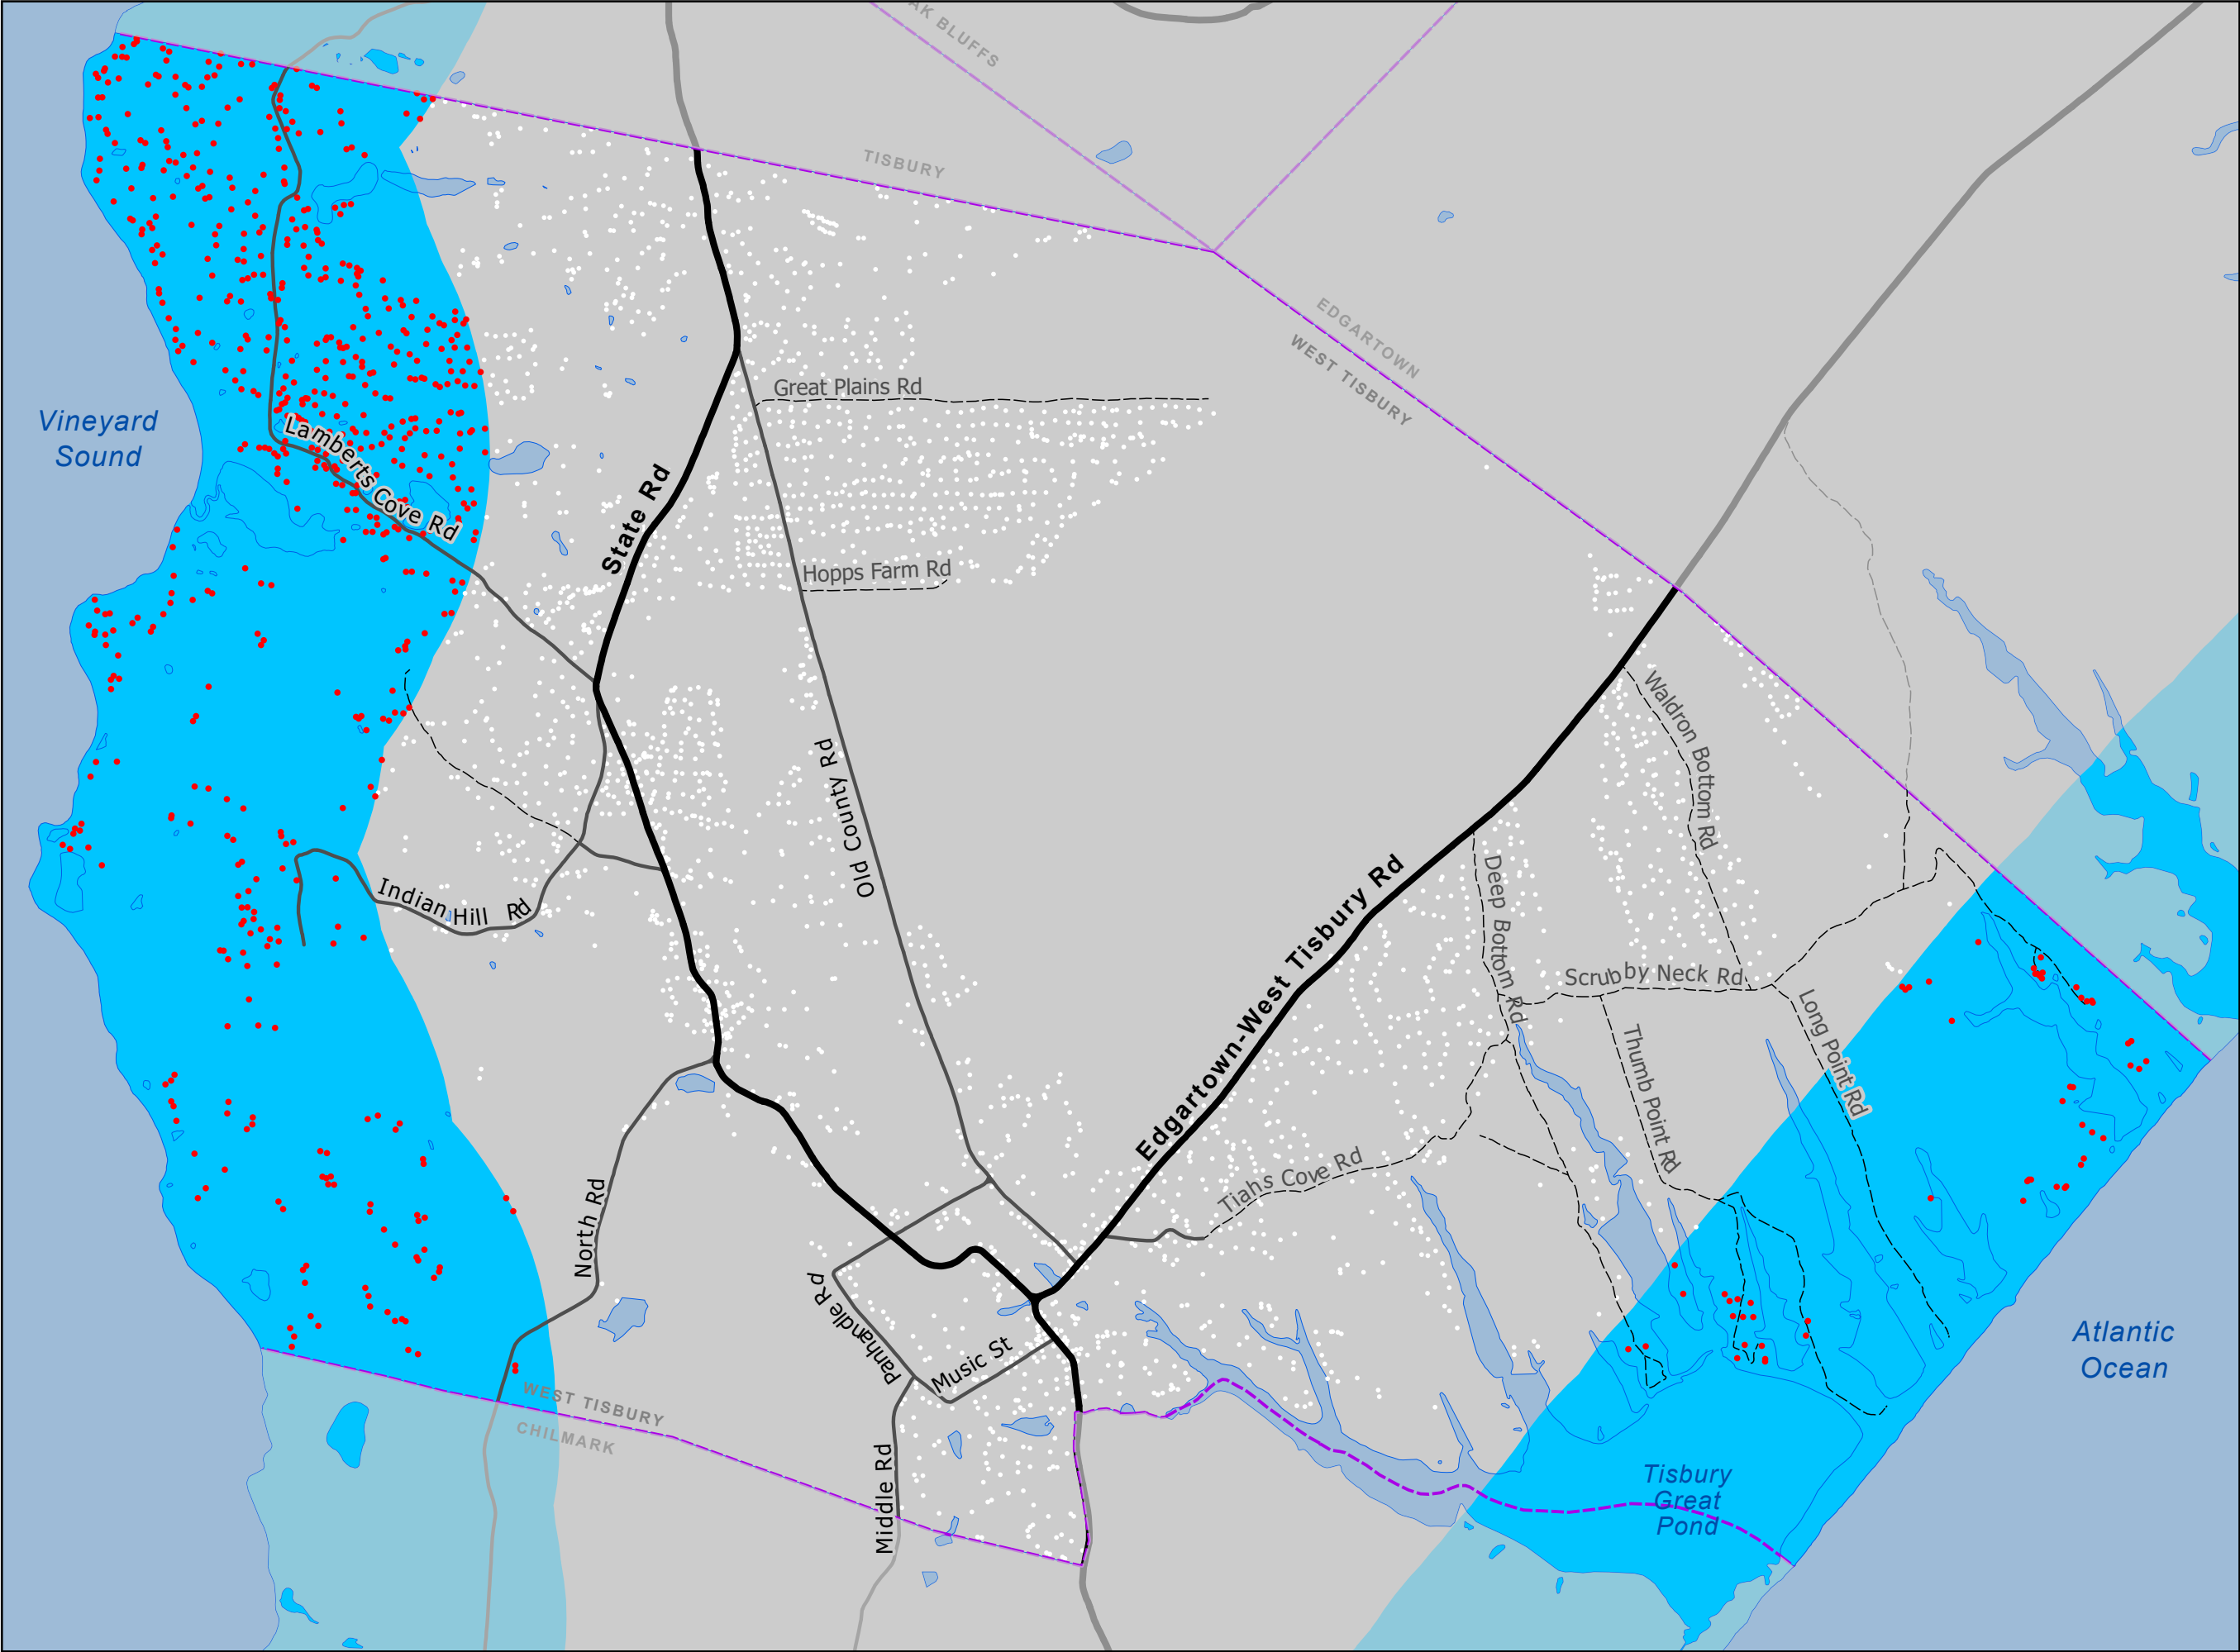 AK BLUFFS
TISBURY
EDGARTOWN
WEST TISBURY
Great Plains Rd
Vineyard
Sound
Lamberts Cove Rd
State Rd
Hopps Farm Rd
Waldron Bottom Rd
Old County Rd
Indian Hill Rd
Deep Bottom Rd
Edgartown-West Tisbury Rd
Scrubby Neck Rd
Long Point Rd
Thumb Point Rd
Tiahs Cove Rd
North Rd
Panhandle Rd
Music St
Atlantic
Ocean
WEST TISBURY
CHILMARK
Middle Rd
Tisbury
Great
Pond